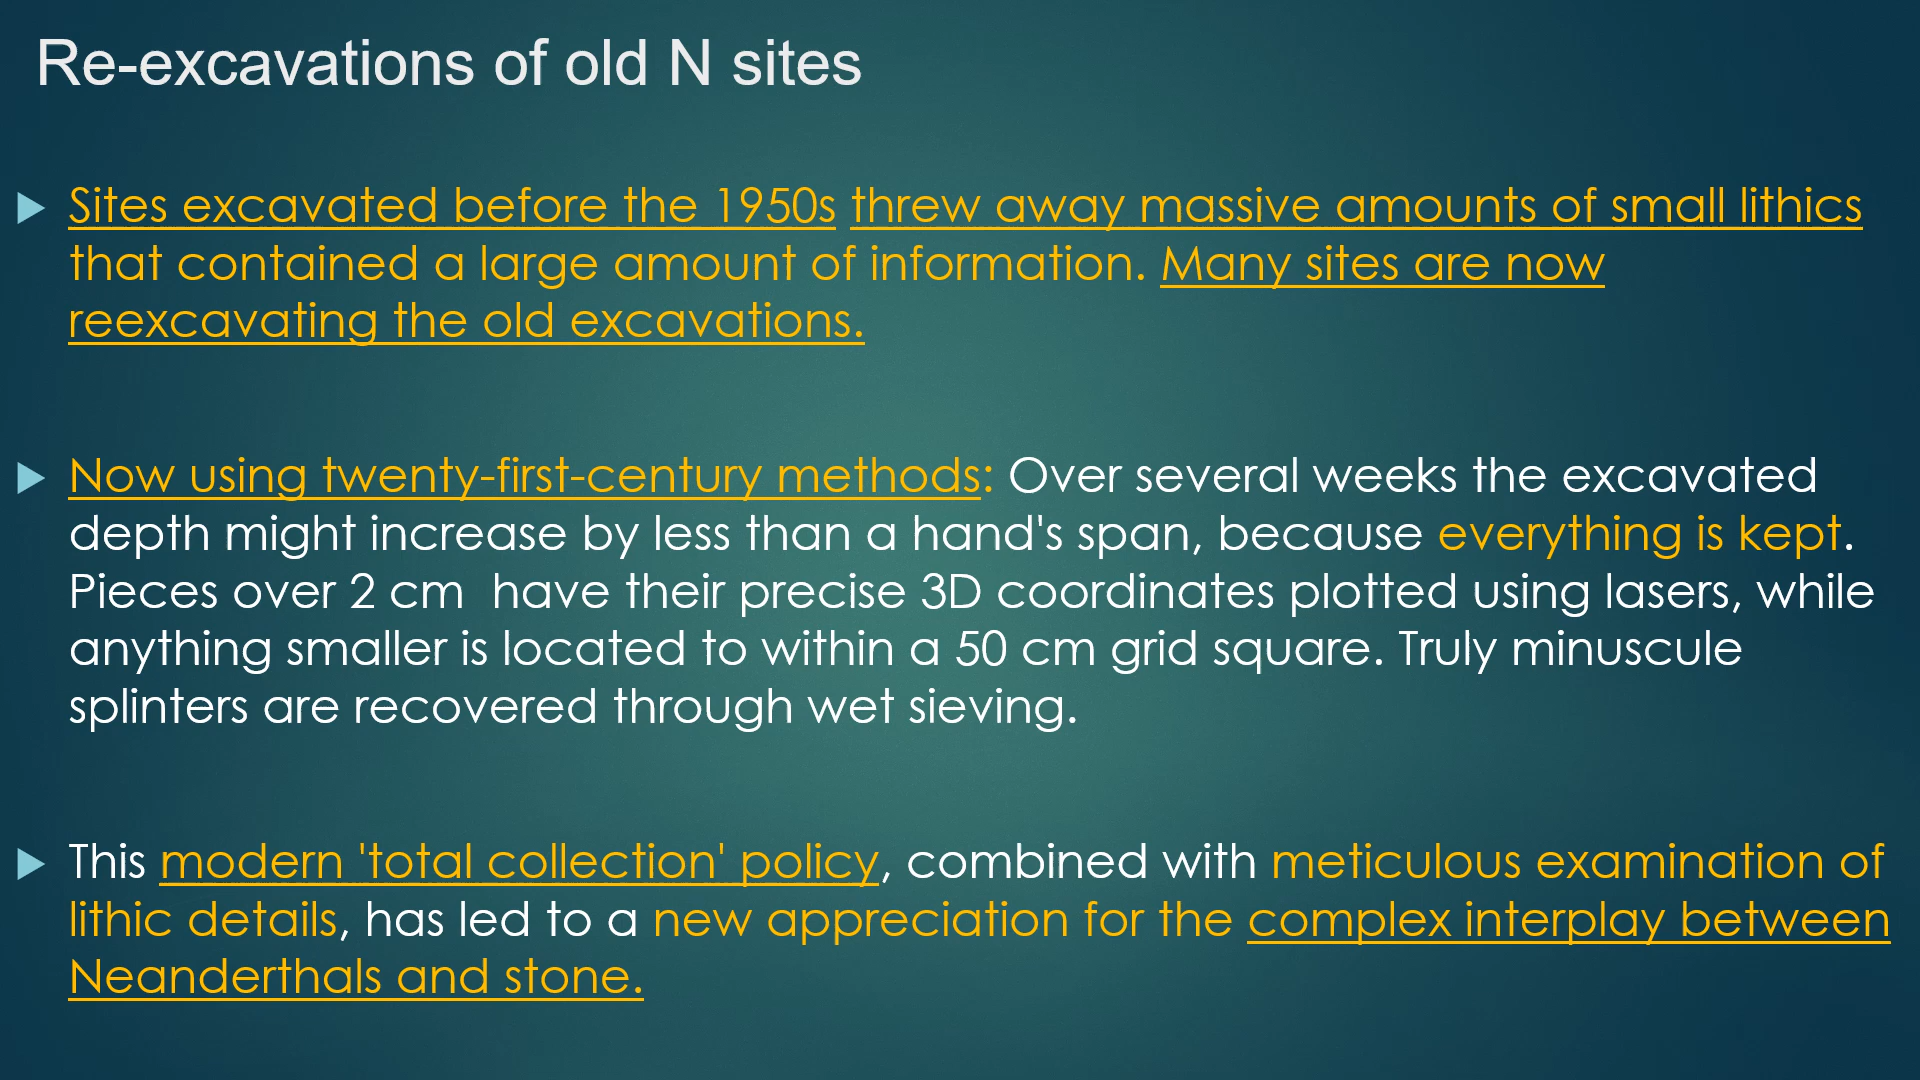 Re-excavations of old N sites
Sites excavated before the 1950s threw away massive amounts of small lithics
that contained a large amount of information. Many sites are now
reexcavating the old excavations.
Now using twenty-first-century methods: Over several weeks the excavated
depth might increase by less than a hand's span, because everything is kept.
Pieces over 2 cm  have their precise 3D coordinates plotted using lasers, while
anything smaller is located to within a 50 cm grid square. Truly minuscule
splinters are recovered through wet sieving.
This modern 'total collection' policy, combined with meticulous examination of
lithic details, has led to a new appreciation for the complex interplay between
Neanderthals and stone.